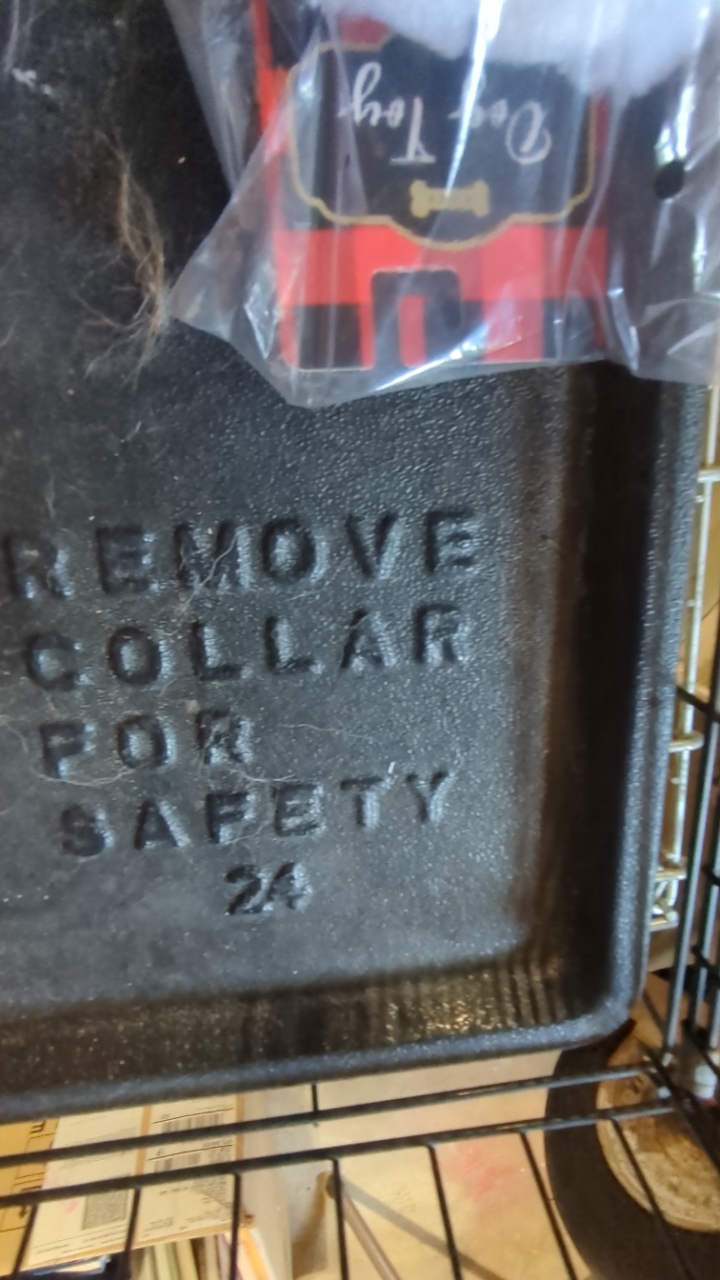 Dog Toy
REMOVE
COLLAR
FOR
SAFETY
24